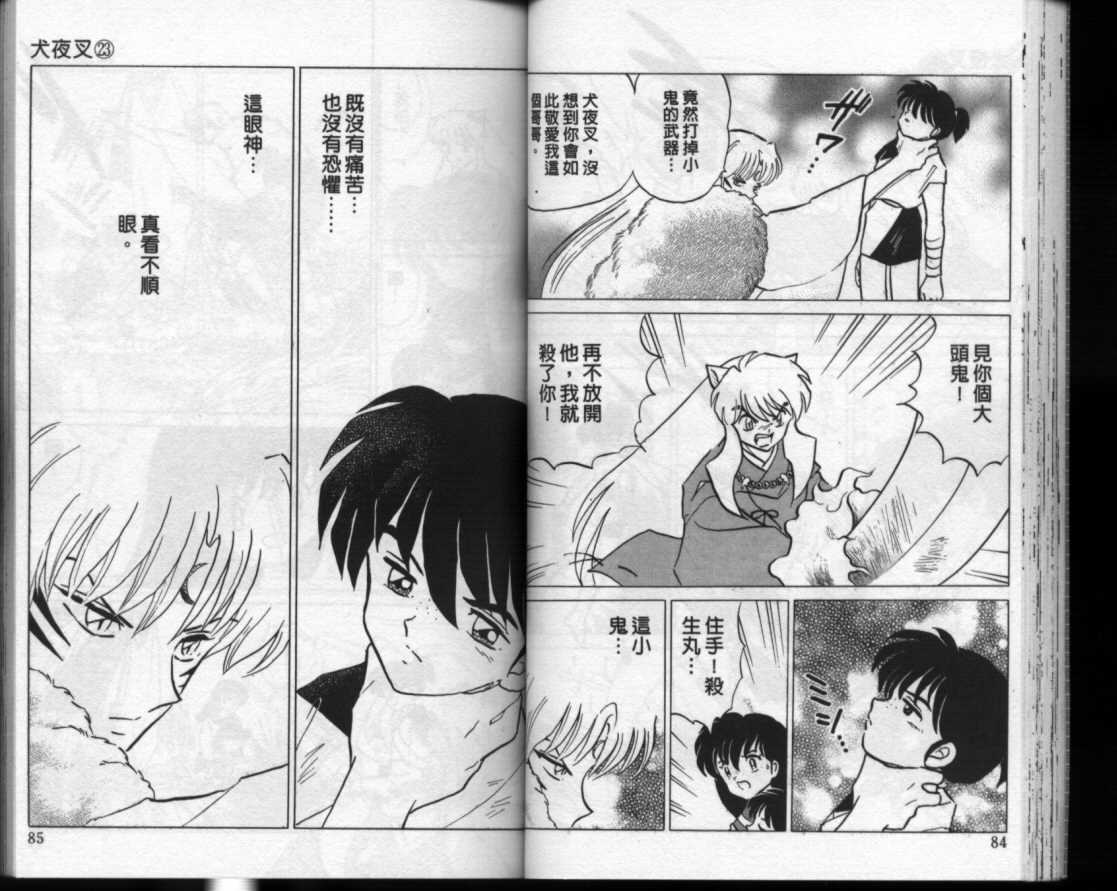 竟然打掉小
鬼的武器…
犬夜叉，沒
想到你會如
此敬愛我這
個哥哥。
ワ…
見你個大
頭鬼！
再不放開
他，我就
殺了你！
住手！殺
生丸…
這小
鬼…
84
犬夜叉㉓
既沒有痛苦…
也沒有恐懼……
這眼神…
真看不順
眼。
85